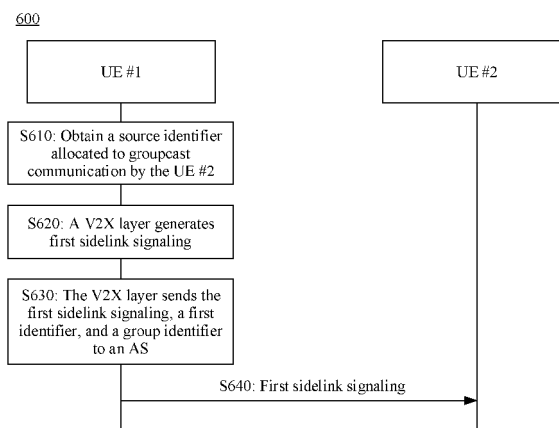 600
UE #1
UE #2
S610: Obtain a source identifier
allocated to groupcast
communication by the UE #2
S620: A V2X layer generates
first sidelink signaling
S630: The V2X layer sends the
first sidelink signaling, a first
identifier, and a group identifier
to an AS
S640: First sidelink signaling